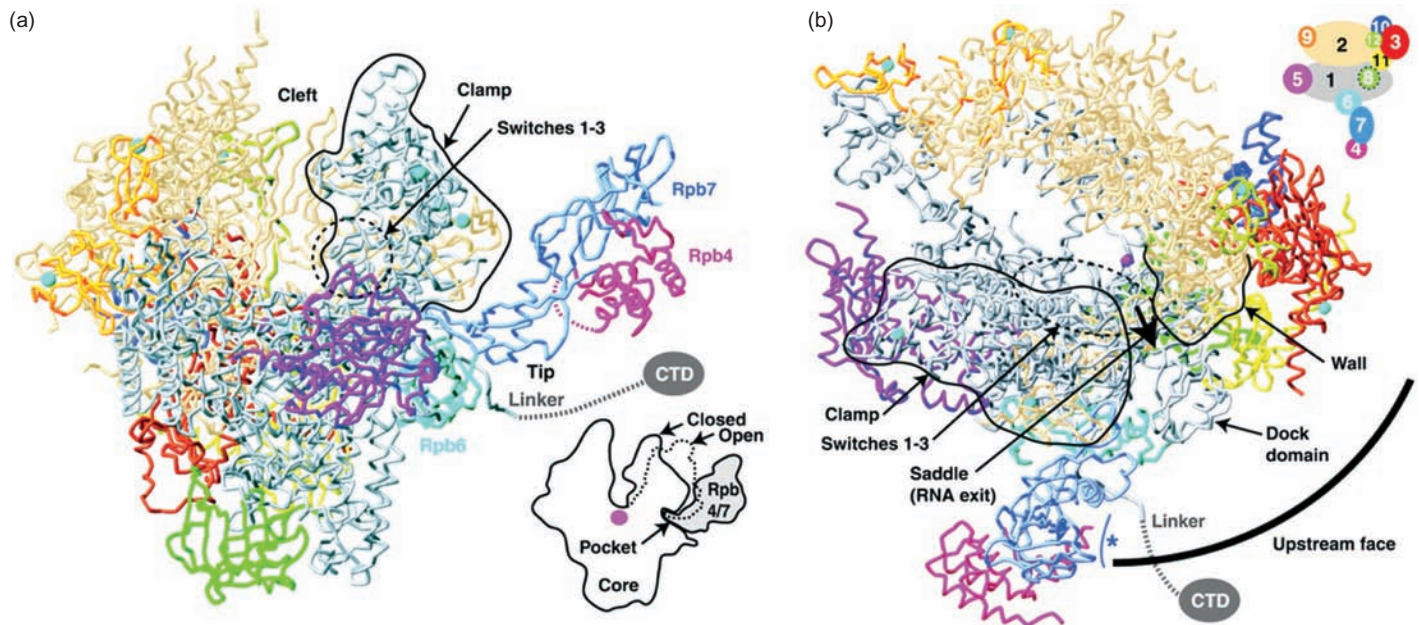 (a)
Cleft
Clamp
Switches 1-3
Rpb7
Rpb4
Tip
CTD
Linker
Rpb6
Closed
Open
Rpb
4/7
Pocket
Core
(b)
10
9
2
12
3
11
5
1
8
6
7
4
Wall
Clamp
Switches 1-3
Dock
domain
Saddle
(RNA exit)
Linker
*
Upstream face
CTD